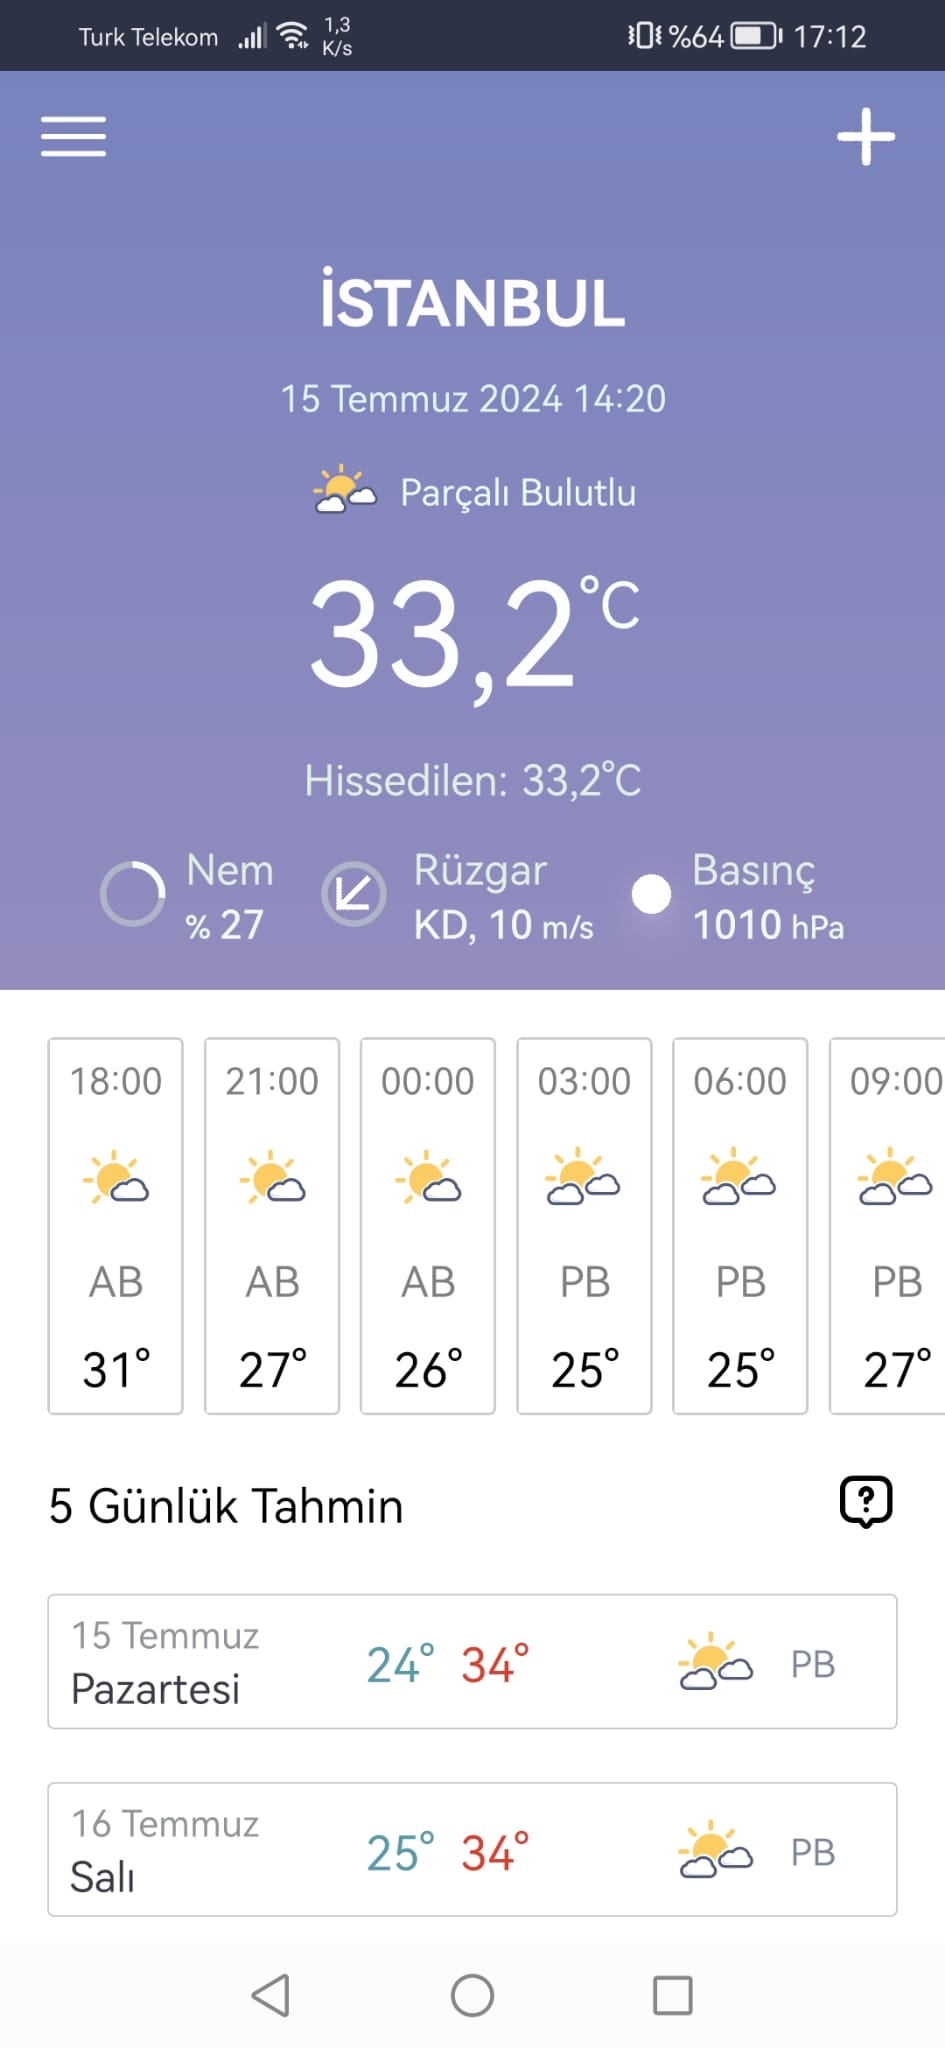 Turk Telekom 1,3 K/s %64 17:12
İSTANBUL
15 Temmuz 2024 14:20
Parçalı Bulutlu
33,2°C
Hissedilen: 33,2°C
Nem
% 27
Rüzgar
KD, 10 m/s
Basınç
1010 hPa
18:00 21:00 00:00 03:00 06:00 09:00
AB AB AB PB PB PB
31° 27° 26° 25° 25° 27°
5 Günlük Tahmin ?
15 Temmuz
Pazartesi
24° 34° PB
16 Temmuz
Salı
25° 34° PB